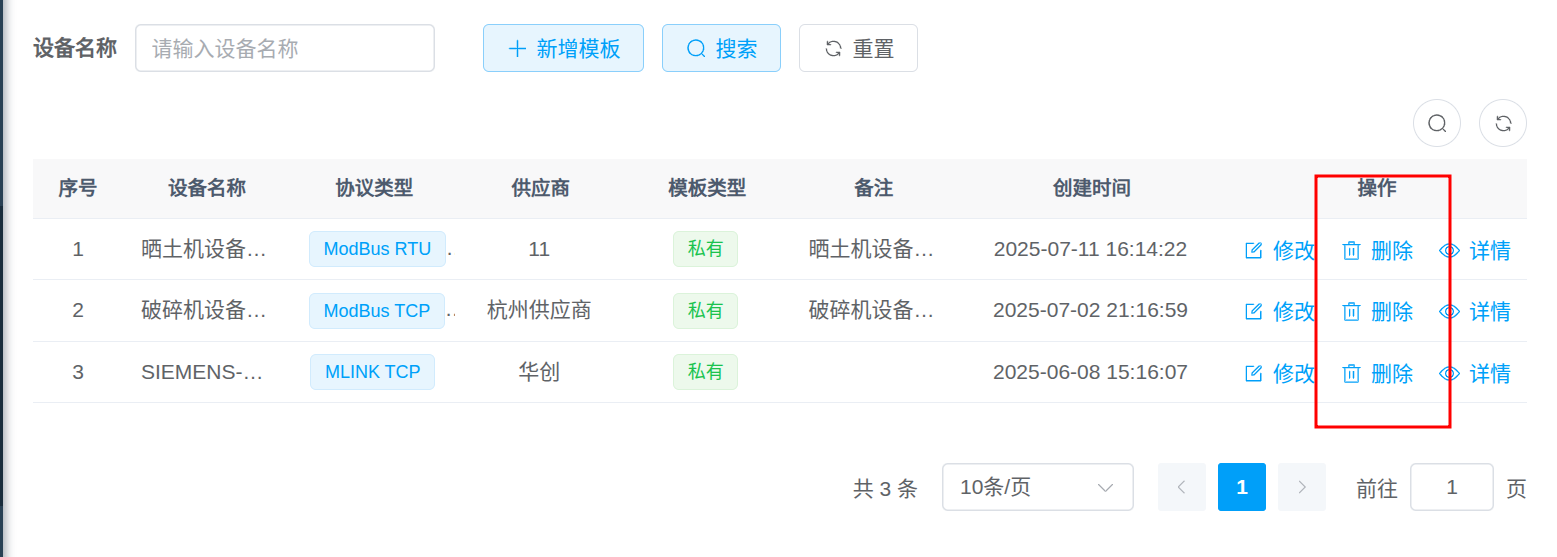 设备名称 请输入设备名称 新增模板 搜索 重置
序号 设备名称 协议类型 供应商 模板类型 备注 创建时间 操作
1 晒土机设备... ModBus RTU . 11 私有 晒土机设备... 2025-07-11 16:14:22 修改 删除 详情
2 破碎机设备... ModBus TCP .. 杭州供应商 私有 破碎机设备... 2025-07-02 21:16:59 修改 删除 详情
3 SIEMENS-... MLINK TCP 华创 私有 2025-06-08 15:16:07 修改 删除 详情
共 3 条 10条/页 1 前往 1 页